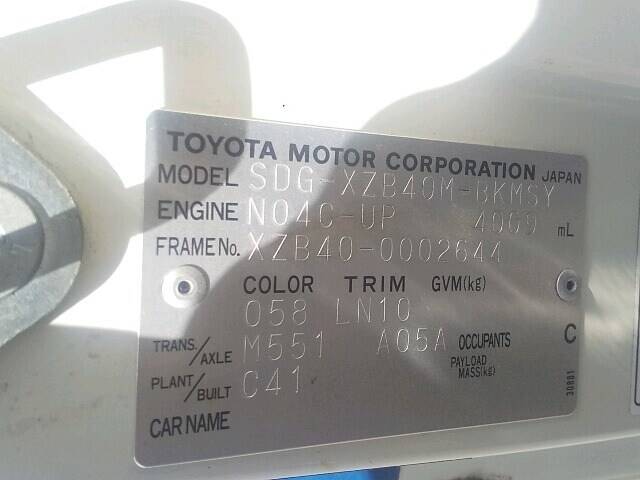 TOYOTA MOTOR CORPORATION JAPAN
MODEL SDG-XZB40M-BKMSY
ENGINE N04C-UP 4009 mL
FRAME No. XZB40-0002644
COLOR TRIM GVM(kg)
058 LN10
TRANS./AXLE M551 A05A OCCUPANTS C
PAYLOAD MASS(kg)
PLANT/BUILT C41
CAR NAME
30801